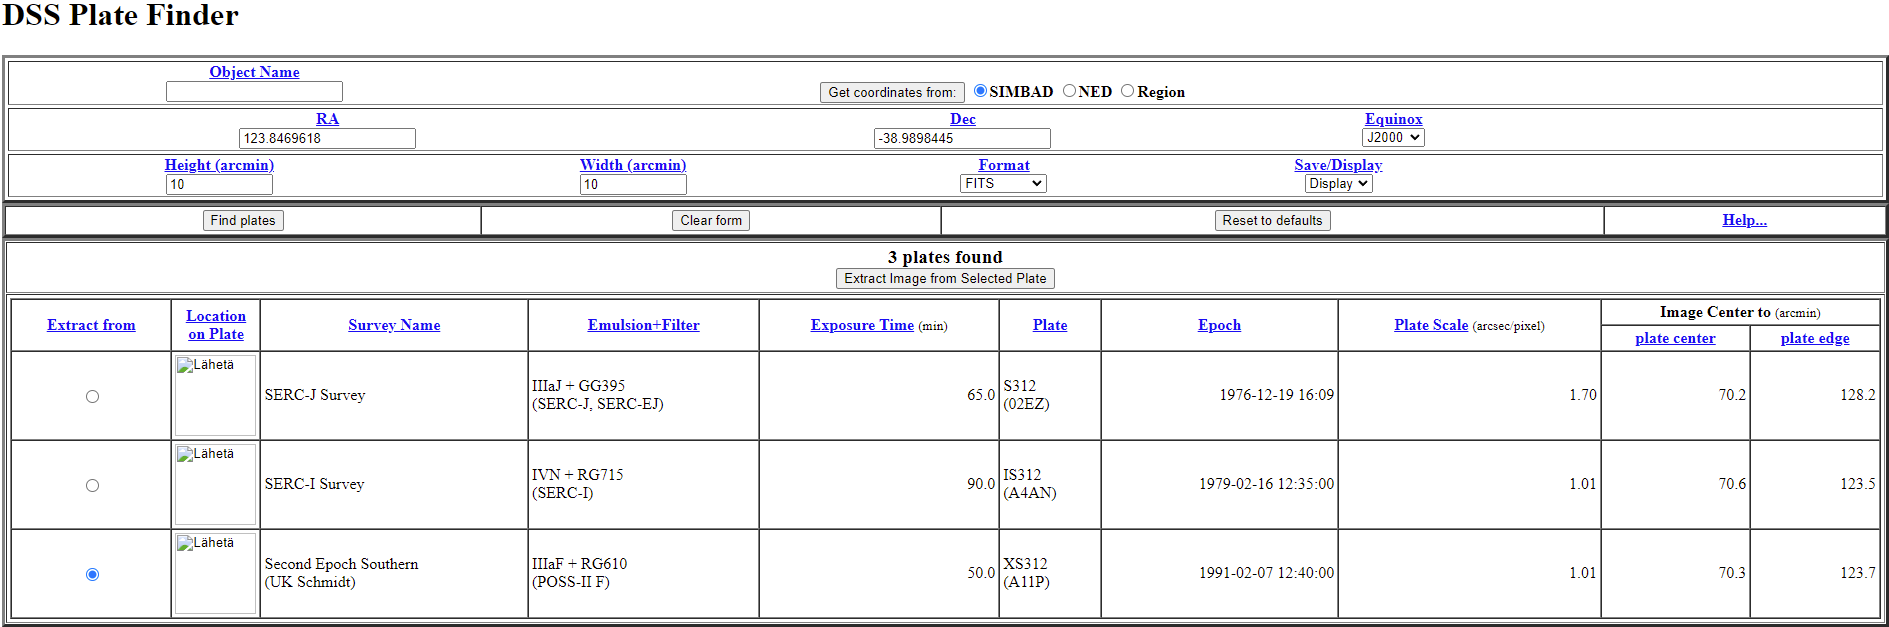 DSS Plate Finder
Object Name
Get coordinates from: SIMBAD NED Region
RA Dec Equinox
123.8469618 -38.9898445 J2000
Height (arcmin) Width (arcmin) Format Save/Display
10 10 FITS Display
Find plates Clear form Reset to defaults Help...
3 plates found
Extract Image from Selected Plate
Extract from Location on Plate Survey Name Emulsion+Filter Exposure Time (min) Plate Epoch Plate Scale (arcsec/pixel) Image Center to (arcmin)
plate center plate edge
Lähetä
SERC-J Survey IIIaJ + GG395 65.0 S312 1976-12-19 16:09 1.70 70.2 128.2
(SERC-J, SERC-EJ) (02EZ)
Lähetä
SERC-I Survey IVN + RG715 90.0 IS312 1979-02-16 12:35:00 1.01 70.6 123.5
(SERC-I) (A4AN)
Lähetä
Second Epoch Southern IIIaF + RG610 50.0 XS312 1991-02-07 12:40:00 1.01 70.3 123.7
(UK Schmidt) (POSS-II F) (A11P)